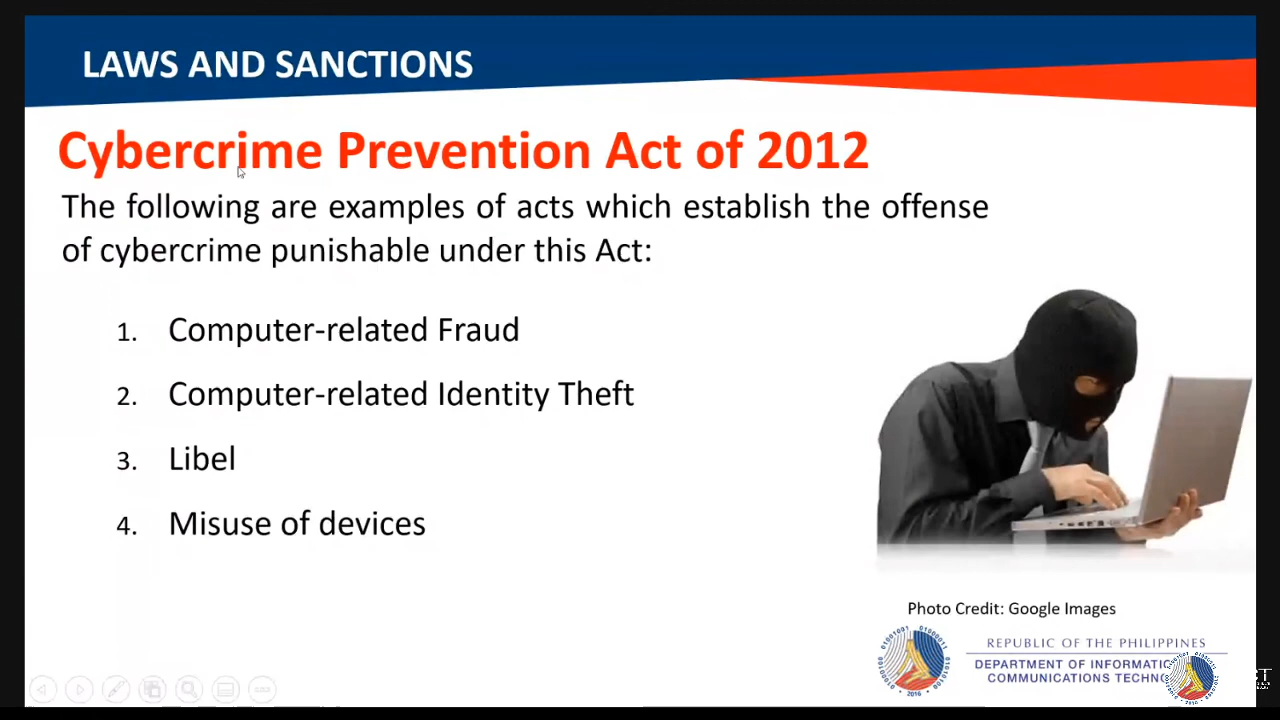 LAWS AND SANCTIONS
Cybercrime Prevention Act of 2012
The following are examples of acts which establish the offense
of cybercrime punishable under this Act:
1. Computer-related Fraud
2. Computer-related Identity Theft
3. Libel
4. Misuse of devices
Photo Credit: Google Images
REPUBLIC OF THE PHILIPPINES
DEPARTMENT OF
COMMUNICATIONS
2016